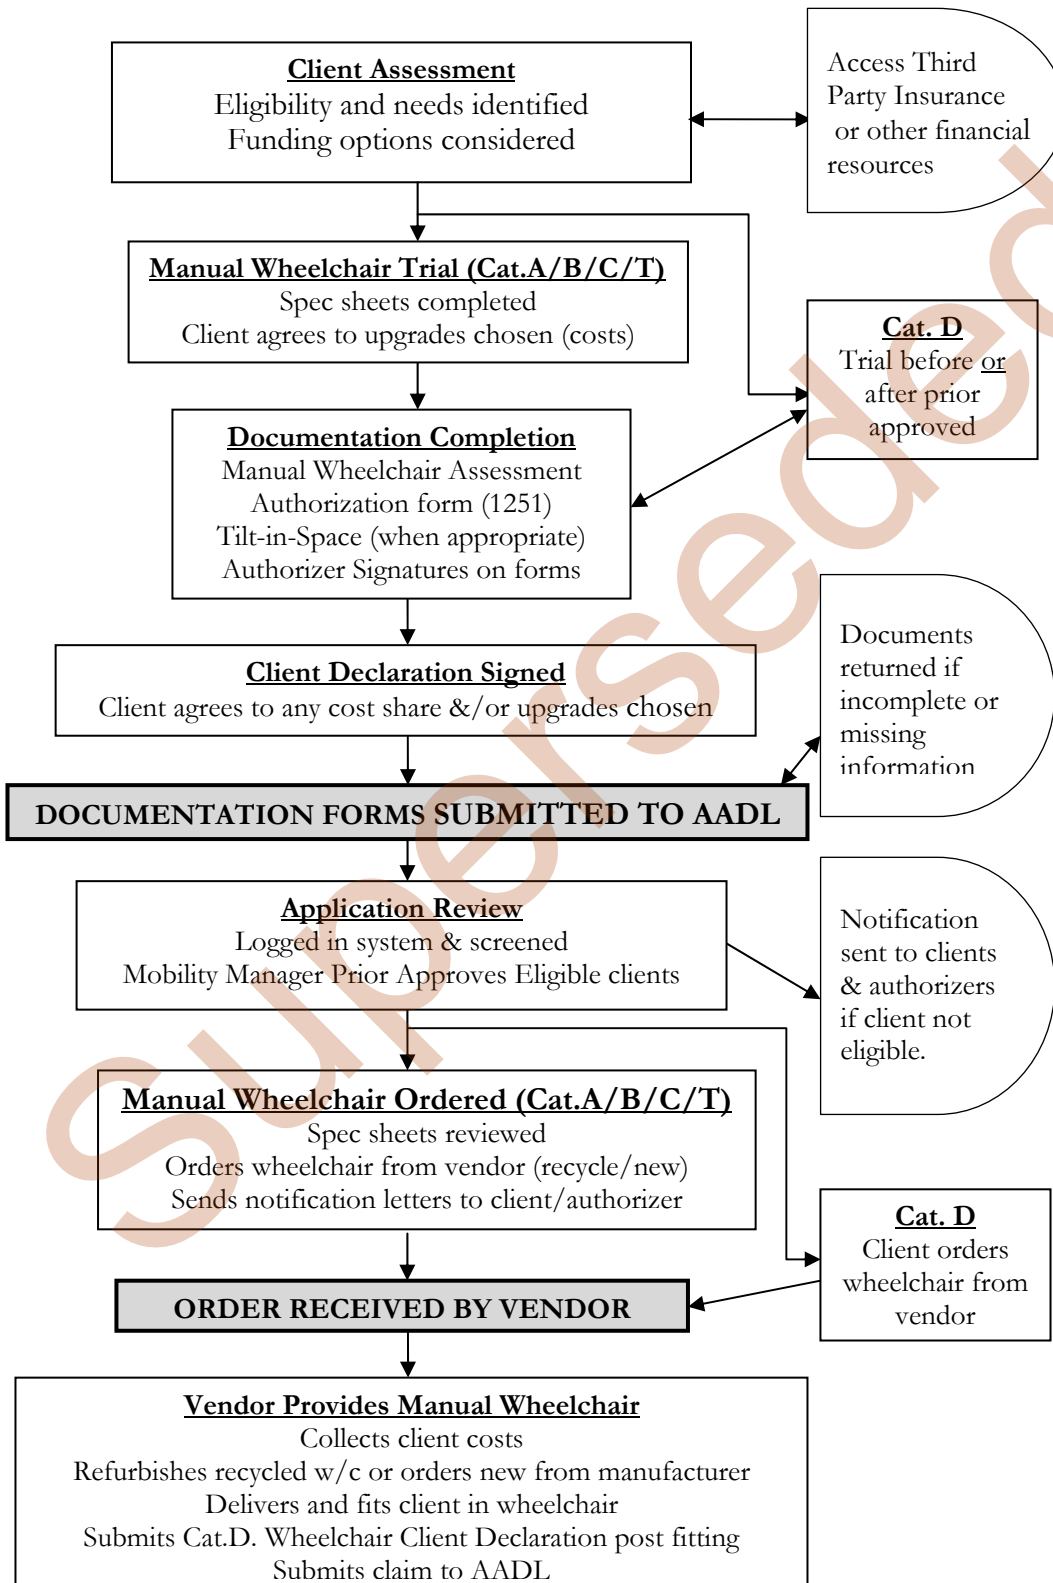 Client Assessment
Eligibility and needs identified
Funding options considered
Access Third
Party Insurance
or other financial
resources
Manual Wheelchair Trial (Cat.A/B/C/T)
Spec sheets completed
Client agrees to upgrades chosen (costs)
Cat. D
Trial before or
after prior
approved
Documentation Completion
Manual Wheelchair Assessment
Authorization form (1251)
Tilt-in-Space (when appropriate)
Authorizer Signatures on forms
Client Declaration Signed
Client agrees to any cost share &/or upgrades chosen
Documents
returned if
incomplete or
missing
information
DOCUMENTATION FORMS SUBMITTED TO AADL
Application Review
Logged in system & screened
Mobility Manager Prior Approves Eligible clients
Notification
sent to clients
& authorizers
if client not
eligible.
Manual Wheelchair Ordered (Cat.A/B/C/T)
Spec sheets reviewed
Orders wheelchair from vendor (recycle/new)
Sends notification letters to client/authorizer
Cat. D
Client orders
wheelchair from
vendor
ORDER RECEIVED BY VENDOR
Vendor Provides Manual Wheelchair
Collects client costs
Refurbishes recycled w/c or orders new from manufacturer
Delivers and fits client in wheelchair
Submits Cat.D. Wheelchair Client Declaration post fitting
Submits claim to AADL
Superseded